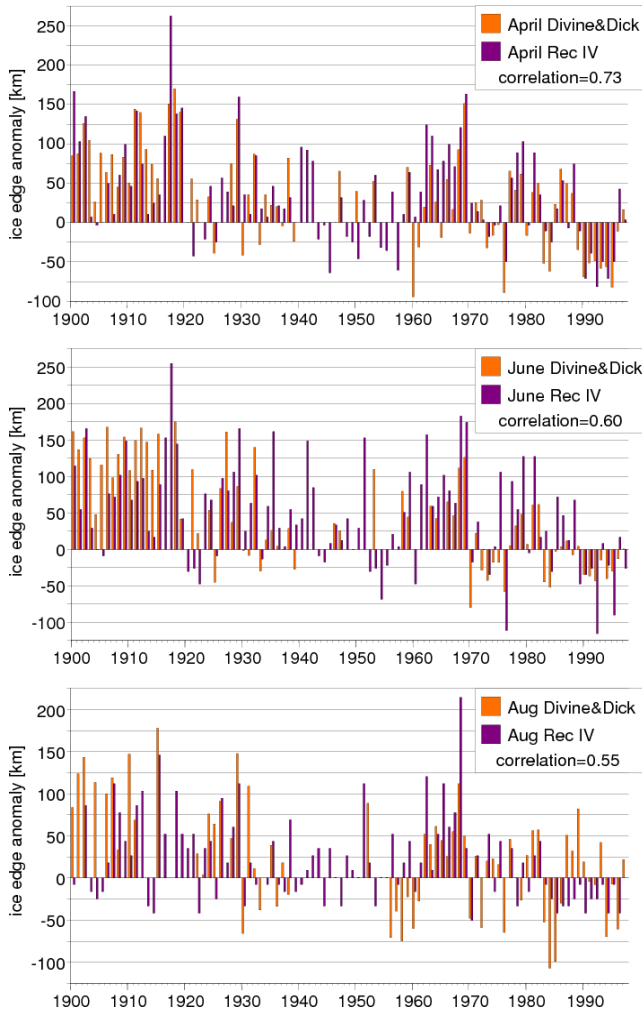 April Divine&Dick
April Rec IV
correlation=0.73
ice edge anomaly [km]
250
200
150
100
50
0
-50
-100
1900 1910 1920 1930 1940 1950 1960 1970 1980 1990
June Divine&Dick
June Rec IV
correlation=0.60
ice edge anomaly [km]
250
200
150
100
50
0
-50
-100
1900 1910 1920 1930 1940 1950 1960 1970 1980 1990
Aug Divine&Dick
Aug Rec IV
correlation=0.55
ice edge anomaly [km]
200
150
100
50
0
-50
-100
1900 1910 1920 1930 1940 1950 1960 1970 1980 1990